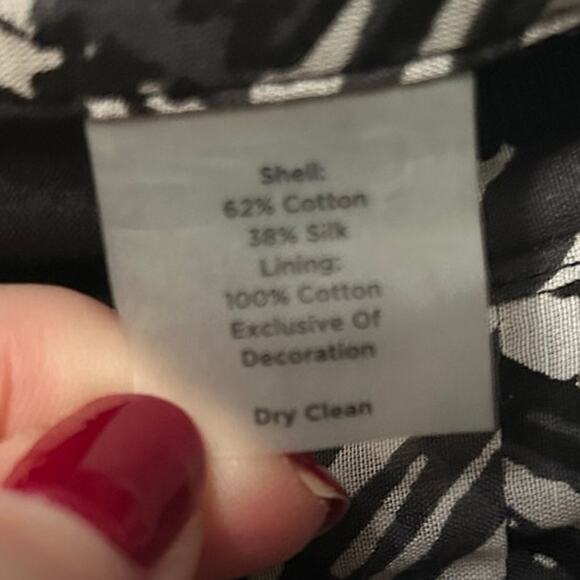 Shell:
62% Cotton
38% Silk
Lining:
100% Cotton
Exclusive Of
Decoration
Dry Clean